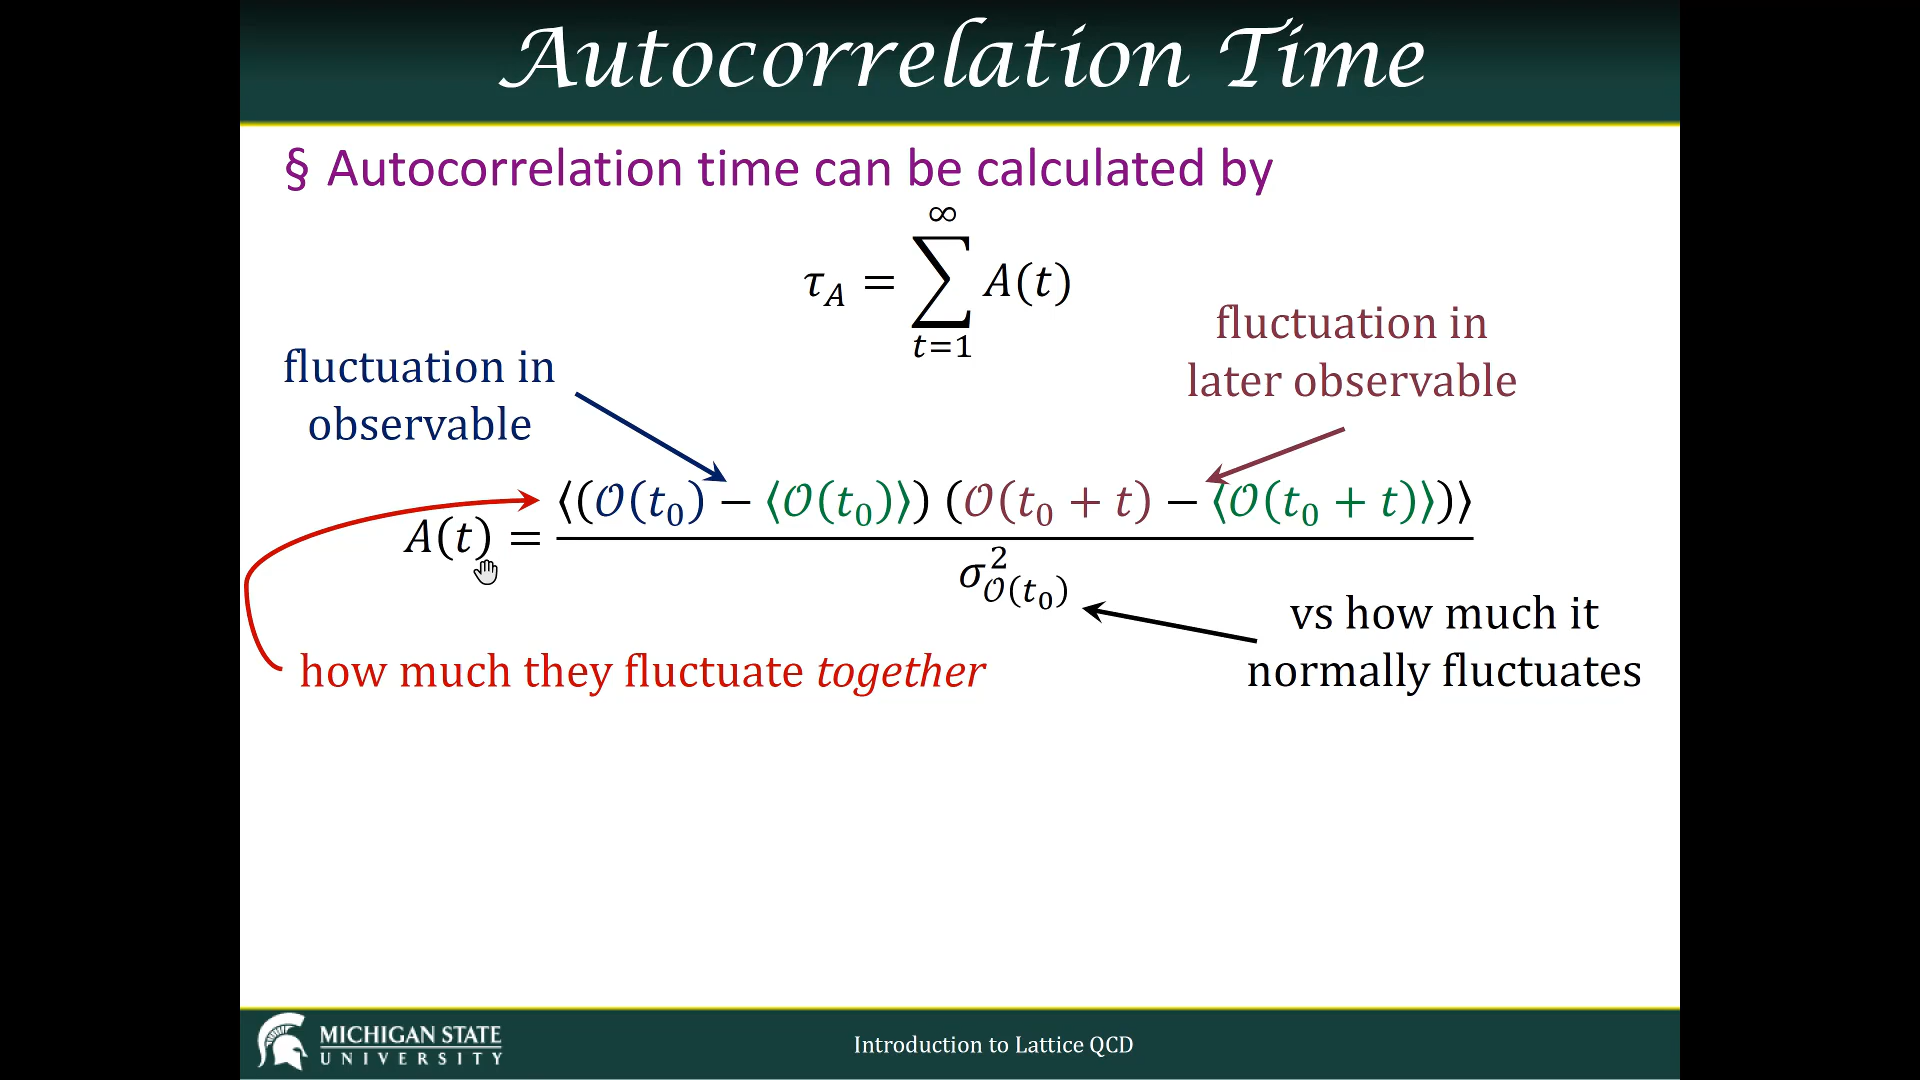 Autocorrelation Time
§ Autocorrelation time can be calculated by
τ_A = ∑_{t=1}^{∞} A(t)
fluctuation in
later observable
fluctuation in
observable
A(t) = ⟨(𝒪(t₀) − ⟨𝒪(t₀)⟩) (𝒪(t₀ + t) − ⟨𝒪(t₀ + t)⟩)⟩ / σ²_{𝒪(t₀)}
vs how much it
normally fluctuates
how much they fluctuate together
MICHIGAN STATE
UNIVERSITY
Introduction to Lattice QCD